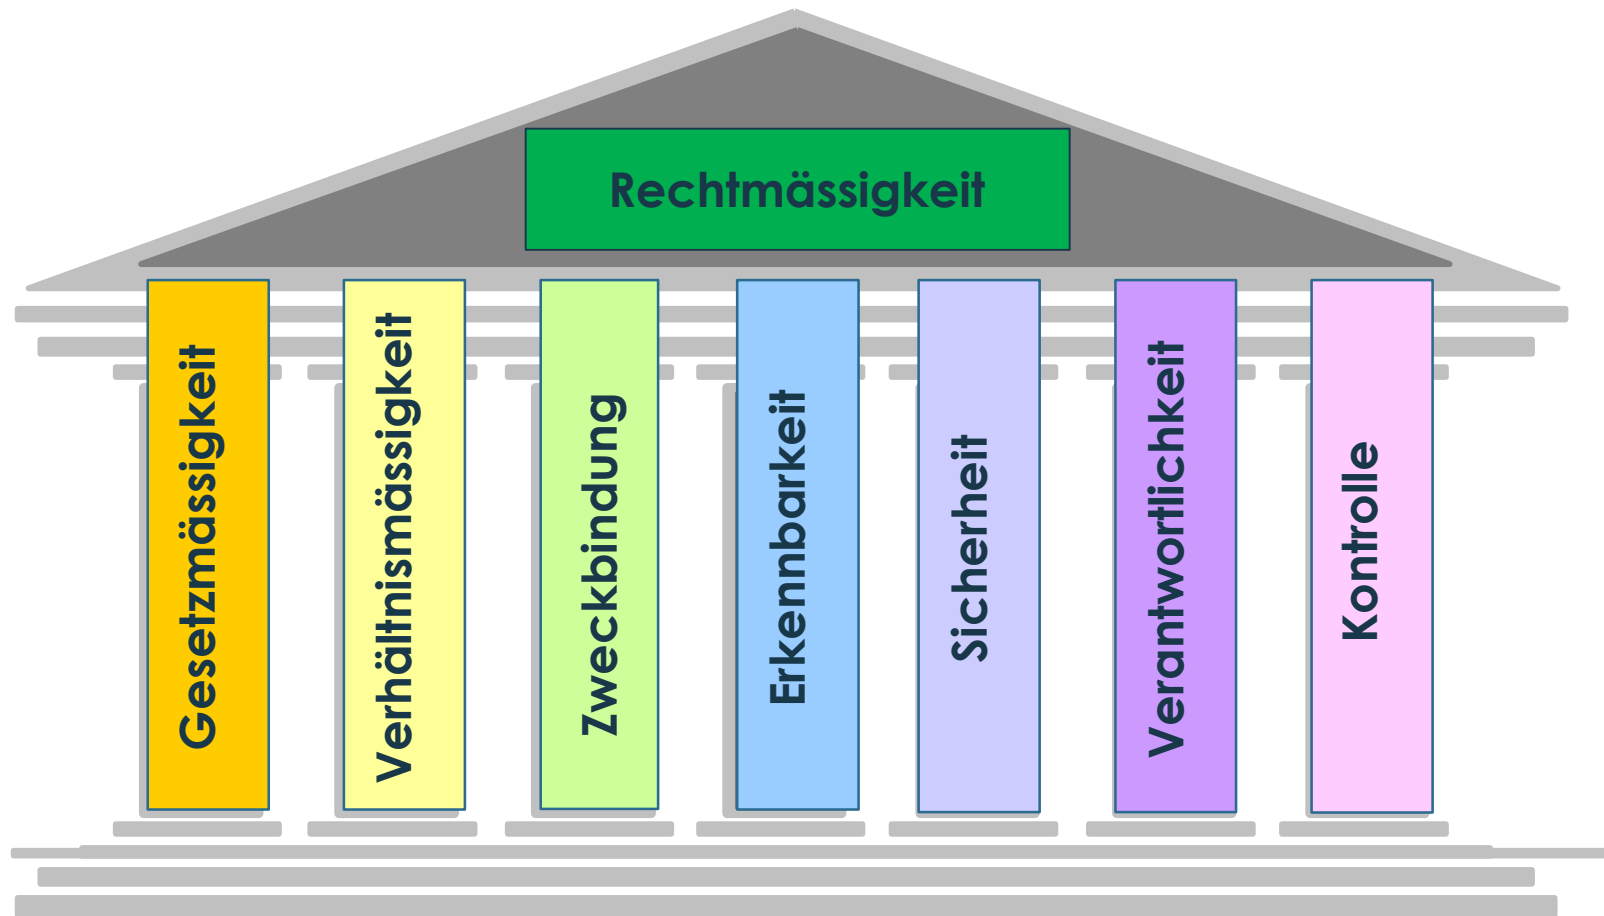 Rechtmässigkeit
Gesetzmässigkeit
Verhältnismässigkeit
Zweckbindung
Erkennbarkeit
Sicherheit
Verantwortlichkeit
Kontrolle